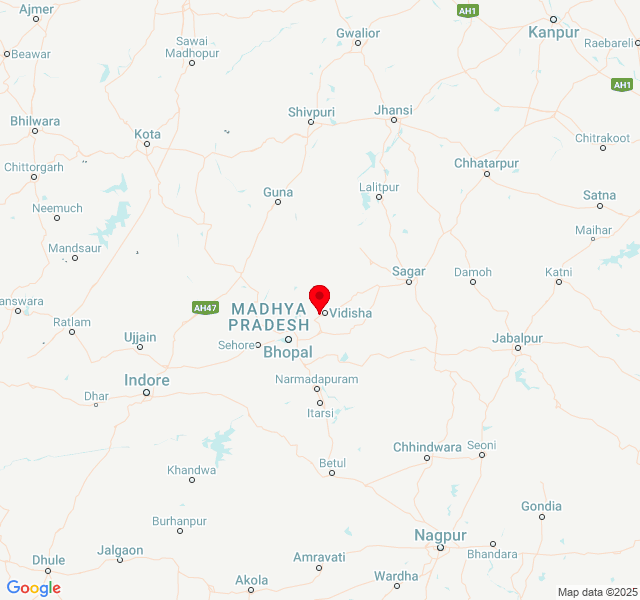 Ajmer
AH1
Gwalior
Kanpur
Sawai
Madhopur
Beawar
Raebareli
AH1
Shivpuri
Jhansi
Bhilwara
Kota
Chitrakoot
Chittorgarh
Chhatarpur
Guna
Lalitpur
Satna
Neemuch
Maihar
Mandsaur
Sagar
Damoh
Katni
answara
AH47
MADHYA
PRADESH
Vidisha
Ratlam
Ujjain
Sehore
Bhopal
Jabalpur
Indore
Narmadapuram
Dhar
Itarsi
Chhindwara
Seoni
Khandwa
Betul
Gondia
Burhanpur
Nagpur
Dhule
Jalgaon
Amravati
Bhandara
Akola
Wardha
Google
Map data ©2025